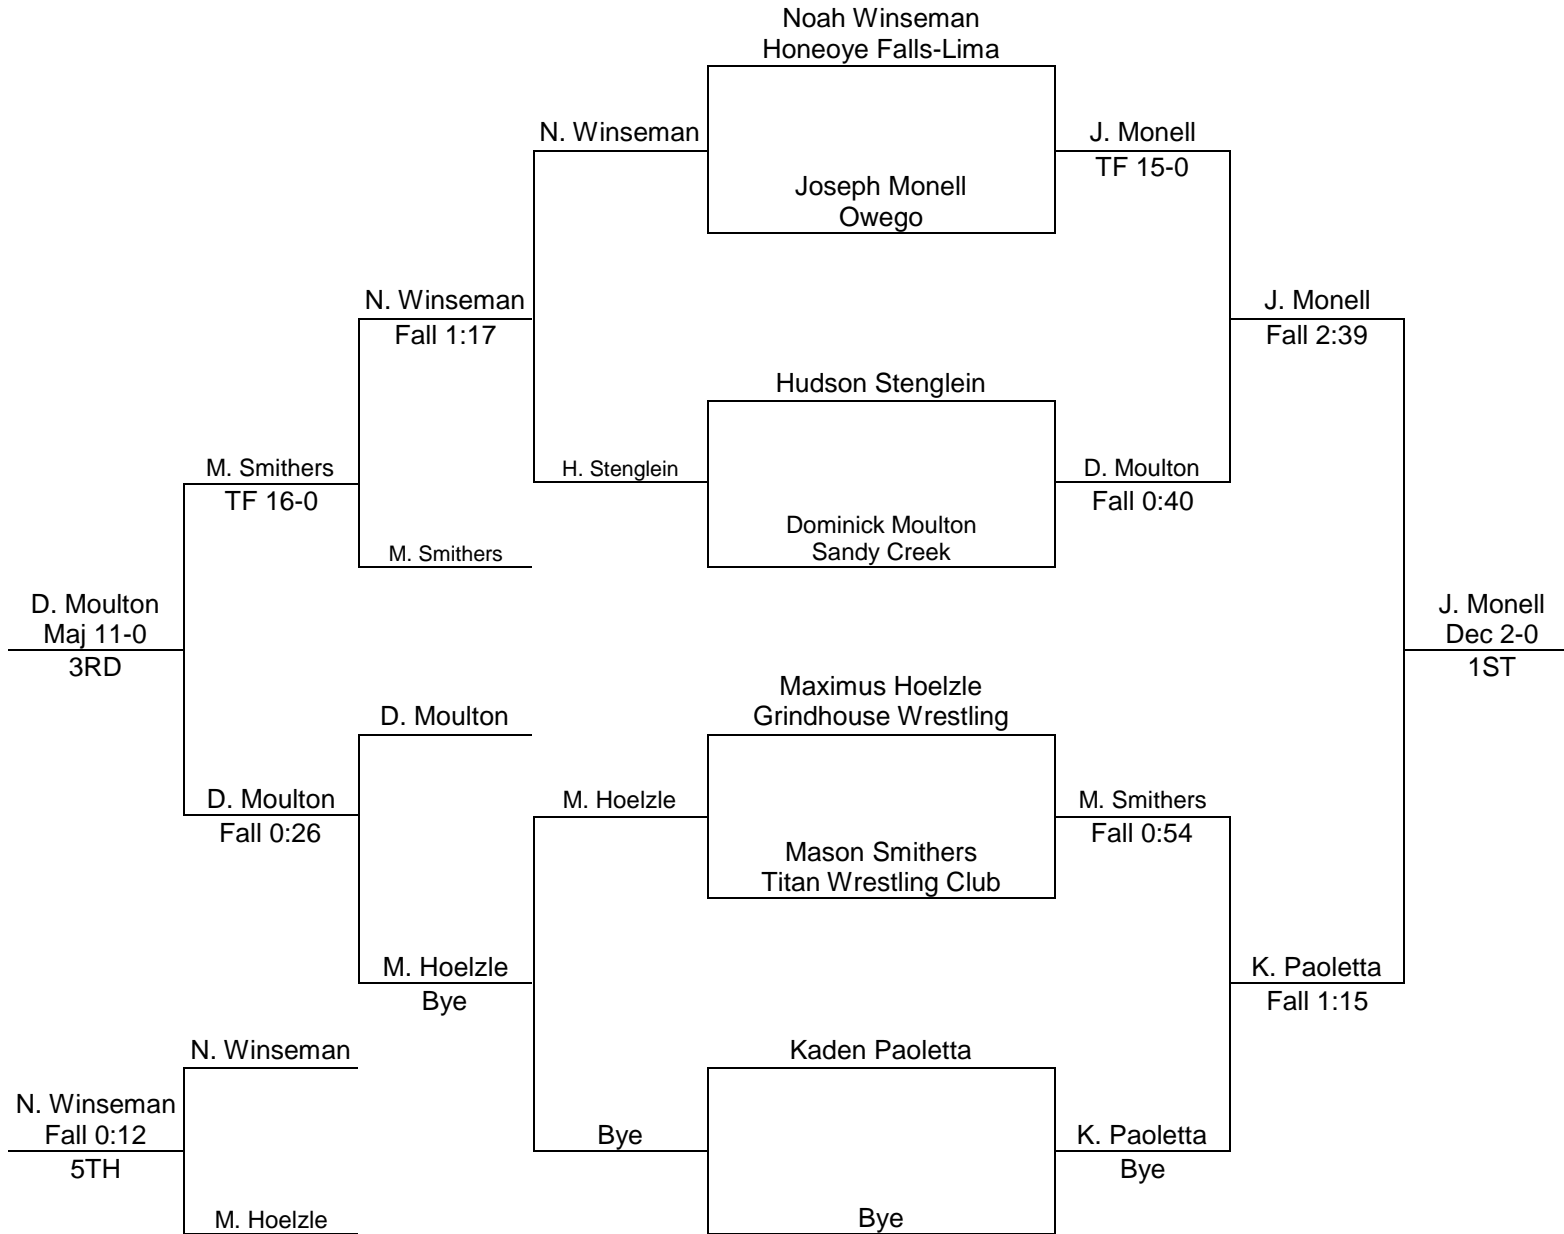 Noah Winseman
Honeoye Falls-Lima
N. Winseman
J. Monell
TF 15-0
Joseph Monell
Owego
N. Winseman
Fall 1:17
J. Monell
Fall 2:39
Hudson Stenglein
M. Smithers
TF 16-0
H. Stenglein
D. Moulton
Fall 0:40
Dominick Moulton
Sandy Creek
M. Smithers
D. Moulton
Maj 11-0
3RD
J. Monell
Dec 2-0
1ST
Maximus Hoelzle
Grindhouse Wrestling
D. Moulton
D. Moulton
Fall 0:26
M. Hoelzle
M. Smithers
Fall 0:54
Mason Smithers
Titan Wrestling Club
M. Hoelzle
Bye
K. Paoletta
Fall 1:15
N. Winseman
Kaden Paoletta
N. Winseman
Fall 0:12
5TH
Bye
K. Paoletta
Bye
M. Hoelzle
Bye